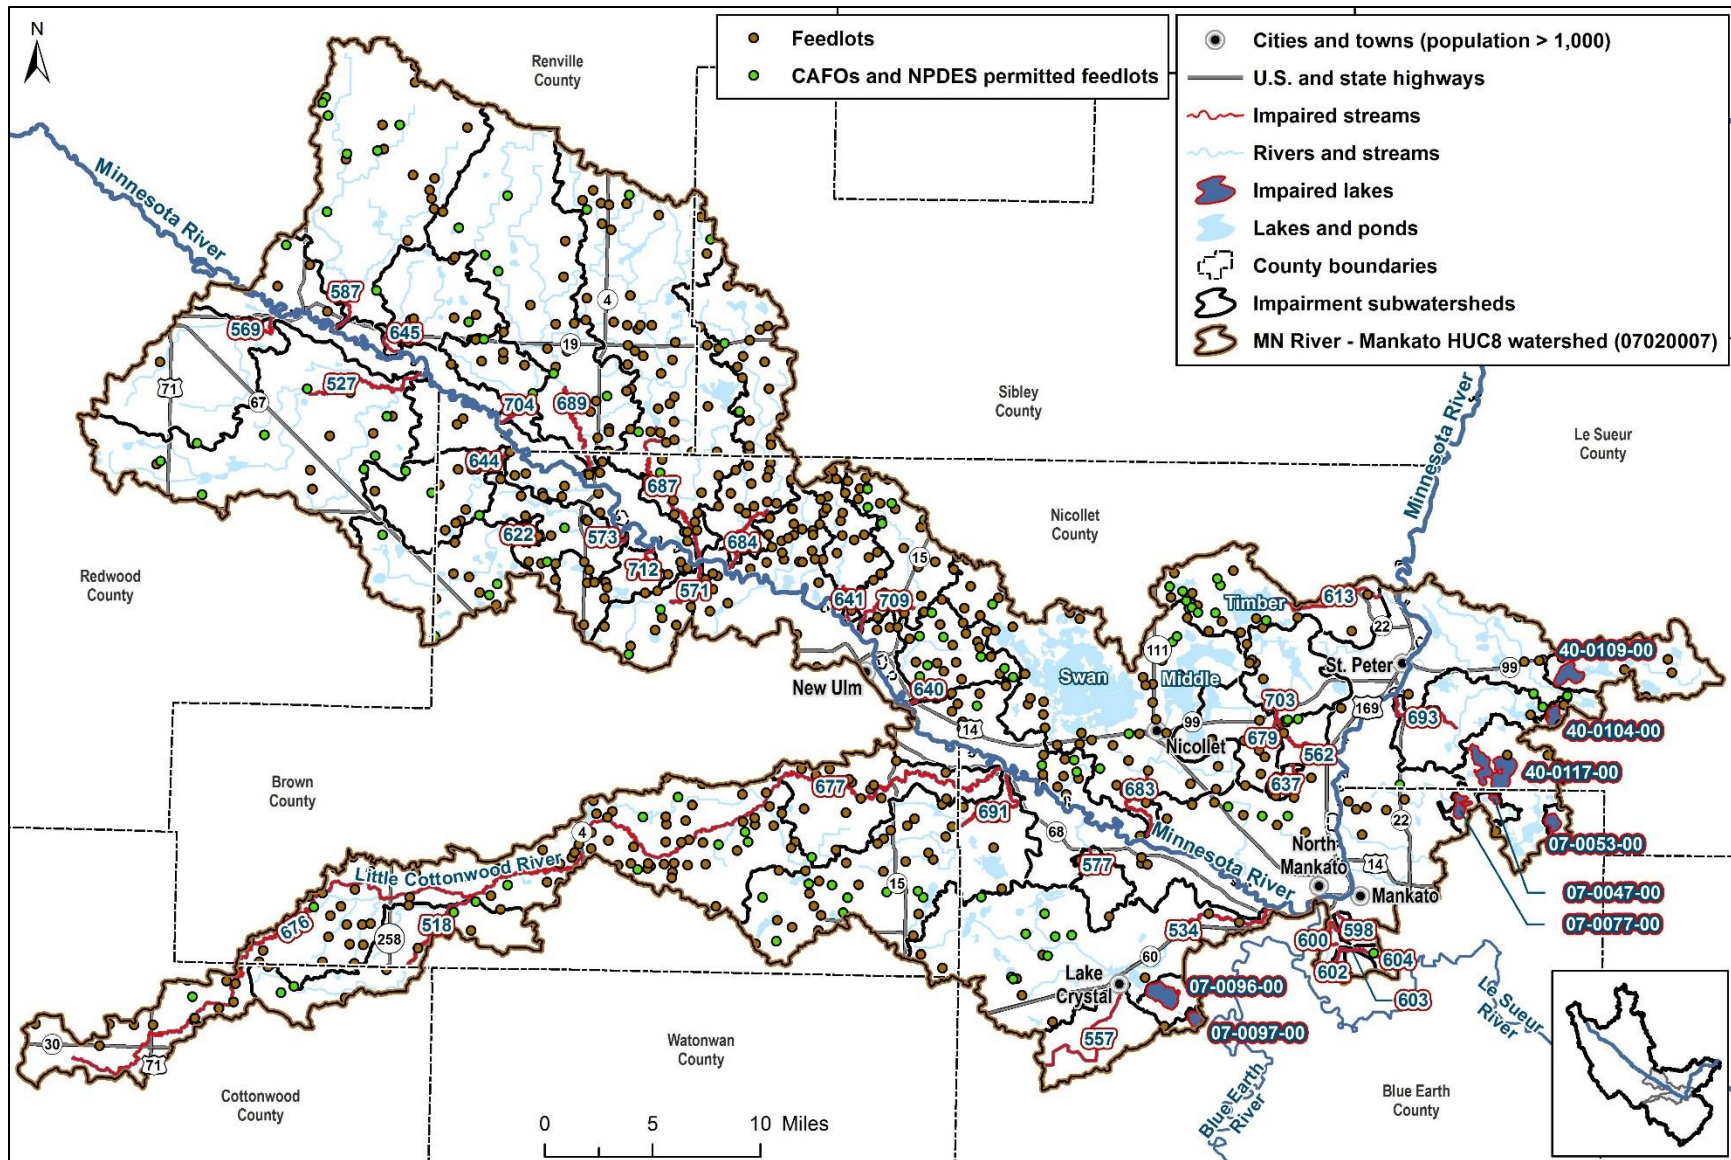 N
Renville
County
Feedlots
CAFOs and NPDES permitted feedlots
Cities and towns (population > 1,000)
U.S. and state highways
Impaired streams
Rivers and streams
Impaired lakes
Lakes and ponds
County boundaries
Impairment subwatersheds
MN River - Mankato HUC8 watershed (07020007)
Minnesota River
587
4
569
645
19
71
527
67
704
689
Sibley
County
Minnesota River
Le Sueur
County
644
687
Nicollet
County
622
573
684
15
712
Redwood
County
571
641
709
Timber
613
22
40-0109-00
111
St. Peter
99
Swan
Middle
New Ulm
640
703
169
693
14
99
40-0104-00
Nicollet
679
562
40-0117-00
Brown
County
677
637
683
691
4
68
Minnesota River
22
North
Mankato
14
07-0053-00
577
Little Cottonwood River
15
Mankato
07-0047-00
676
518
534
07-0077-00
258
600
598
60
602
604
Lake
Crystal
07-0096-00
603
Le Sueur
River
07-0097-00
30
71
Watonwan
County
557
Blue Earth
River
Cottonwood
County
Blue Earth
County
0 5 10 Miles